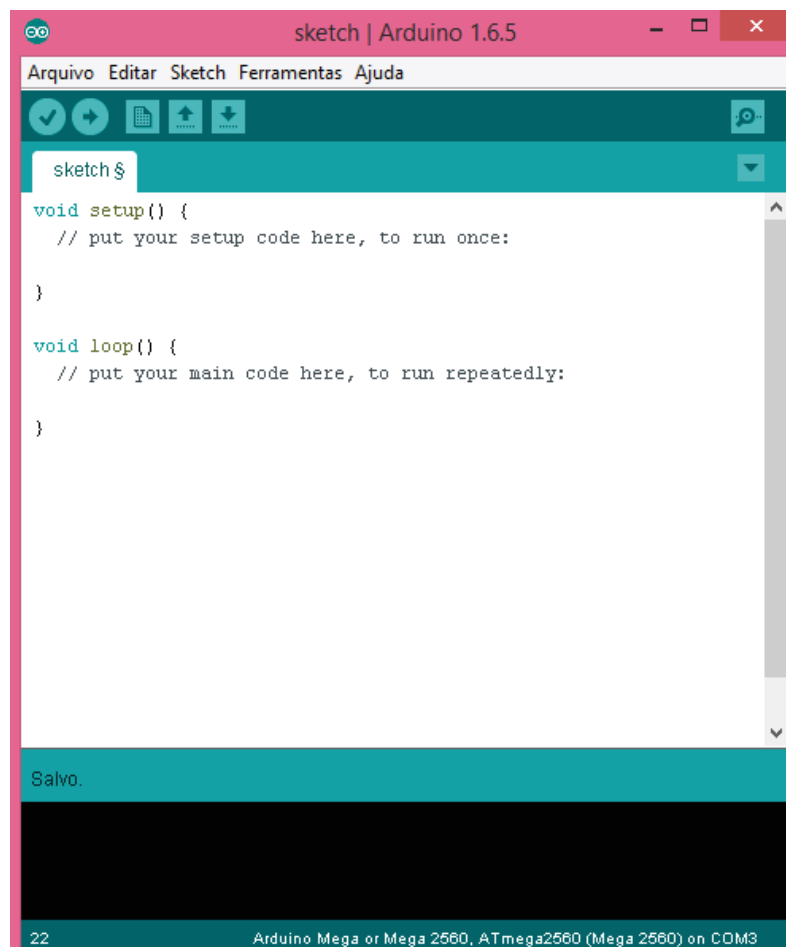 sketch | Arduino 1.6.5
Arquivo Editar Sketch Ferramentas Ajuda
sketch §
void setup() {
  // put your setup code here, to run once:
}
void loop() {
  // put your main code here, to run repeatedly:
}
Salvo.
22 Arduino Mega or Mega 2560, ATmega2560 (Mega 2560) on COM3